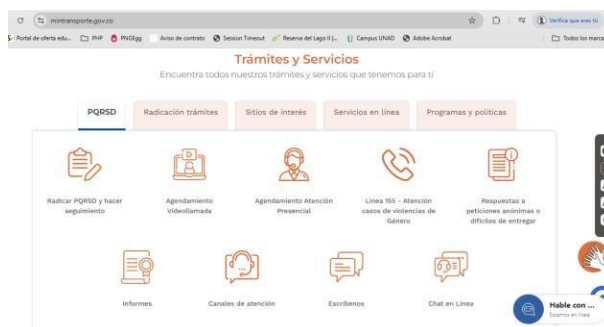 mintransporte.gov.co
Verifica que eres tú
Portal de oferta edu... PHP PNGEgg Aviso de contrato Session Timeout Reserva del Lago II |... Campus UNAD Adobe Acrobat
Todos los marca
Trámites y Servicios
Encuentra todos nuestros trámites y servicios que tenemos para ti
PQRSD Radicación trámites Sitios de interés Servicios en línea Programas y políticas
Radicar PQRSD y hacer
seguimiento
Agendamiento
Videollamada
Agendamiento Atención
Presencial
Línea 155 - Atención
casos de violencias de
Género
Respuestas a
peticiones anónimas o
difíciles de entregar
Informes
Canales de atención
Escríbenos
Chat en Línea
Hable con ...
Estamos en línea